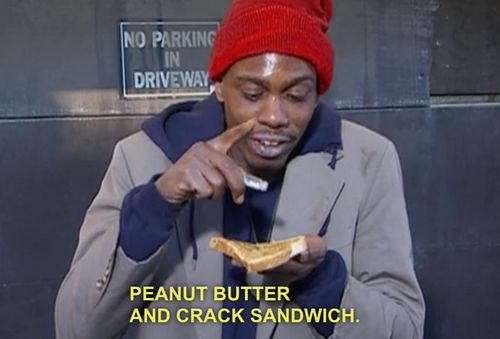 NO PARKING
IN
DRIVEWAY
PEANUT BUTTER
AND CRACK SANDWICH.